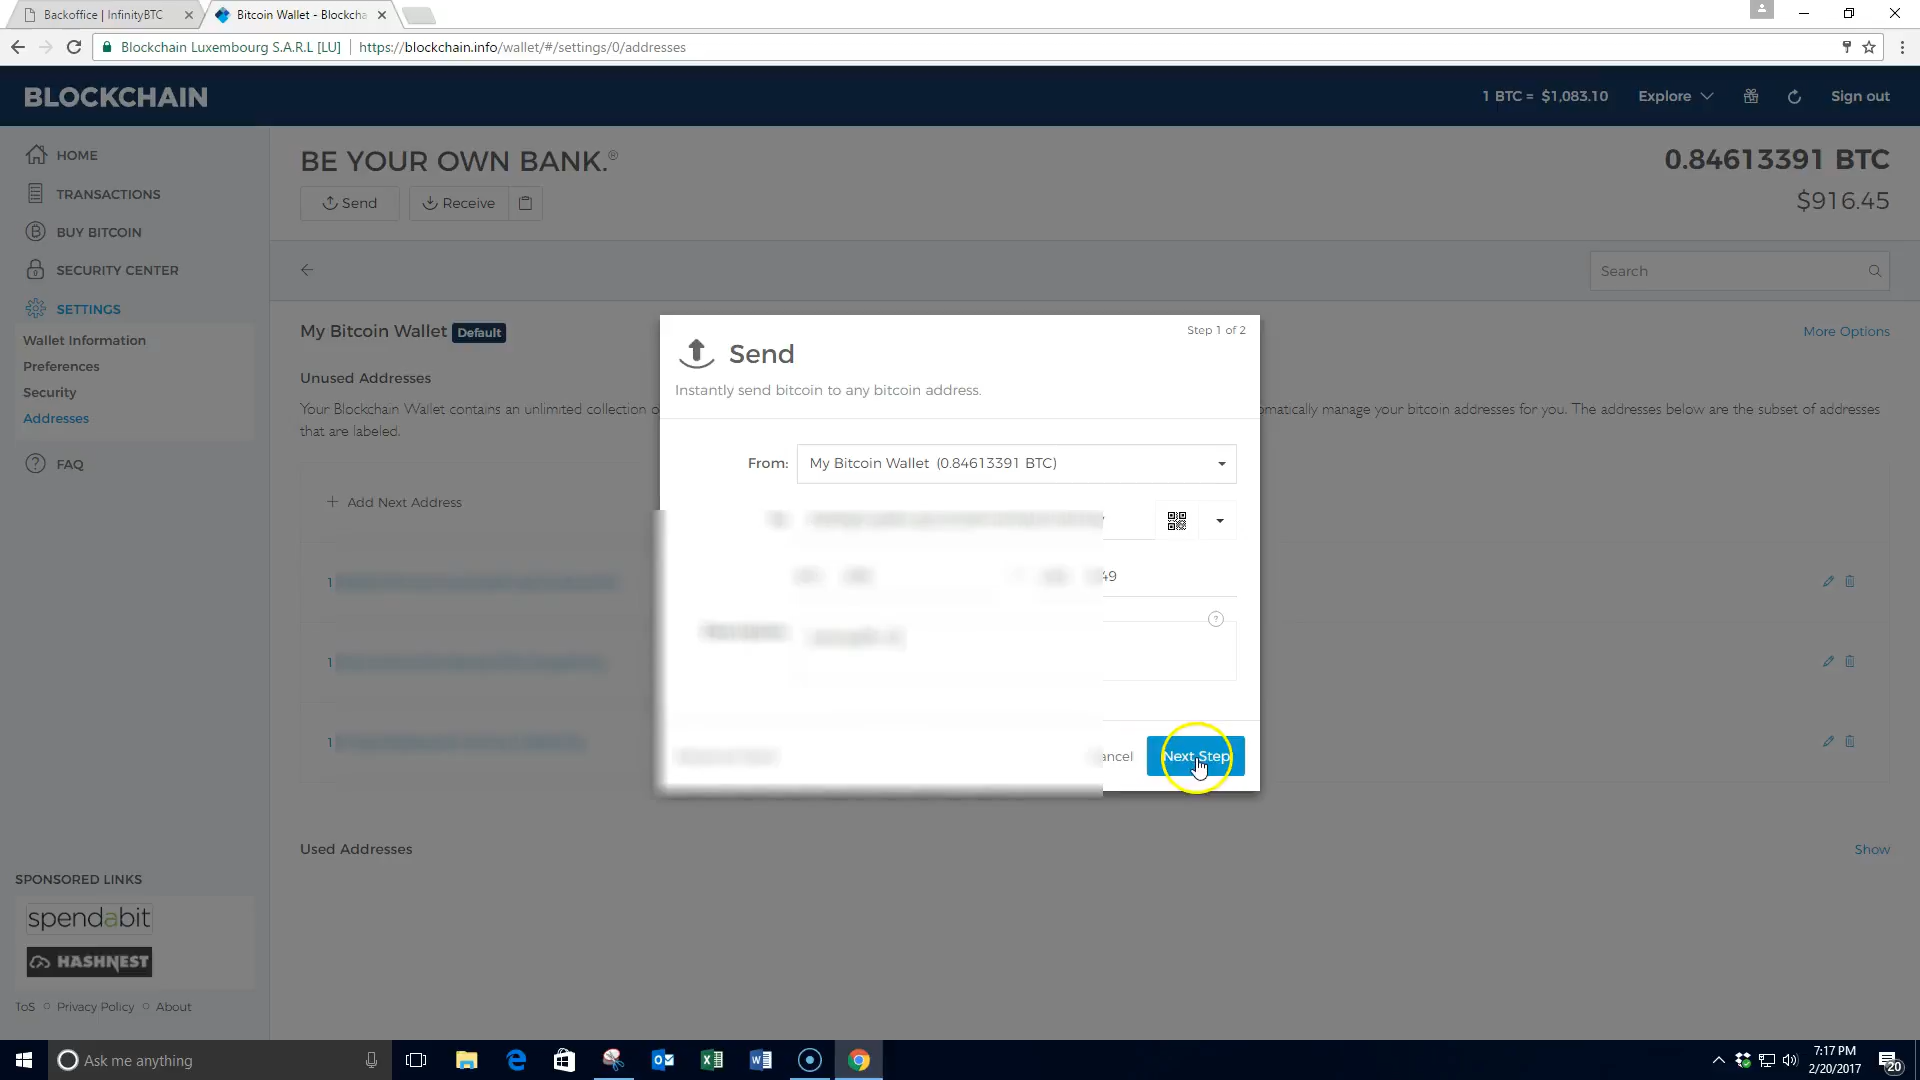 Backoffice | InfinityBTC
Bitcoin Wallet - Blockcha
Blockchain Luxembourg S.A.R.L [LU]
https://blockchain.info/wallet/#/settings/0/addresses
BLOCKCHAIN
1 BTC = $1,083.10
Explore
Sign out
HOME
TRANSACTIONS
BUY BITCOIN
SECURITY CENTER
SETTINGS
Wallet Information
Preferences
Security
Addresses
FAQ
BE YOUR OWN BANK.®
0.84613391 BTC
$916.45
Send
Receive
Search
My Bitcoin Wallet Default
More Options
Unused Addresses
Your Blockchain Wallet contains an unlimited collection o
omatically manage your bitcoin addresses for you. The addresses below are the subset of addresses
that are labeled.
+ Add Next Address
1
1
1
Used Addresses
Show
Step 1 of 2
Send
Instantly send bitcoin to any bitcoin address.
From:
My Bitcoin Wallet (0.84613391 BTC)
49
?
ancel
Next Step
SPONSORED LINKS
spendabit
HASHNEST
ToS
Privacy Policy
About
Ask me anything
7:17 PM
2/20/2017
20